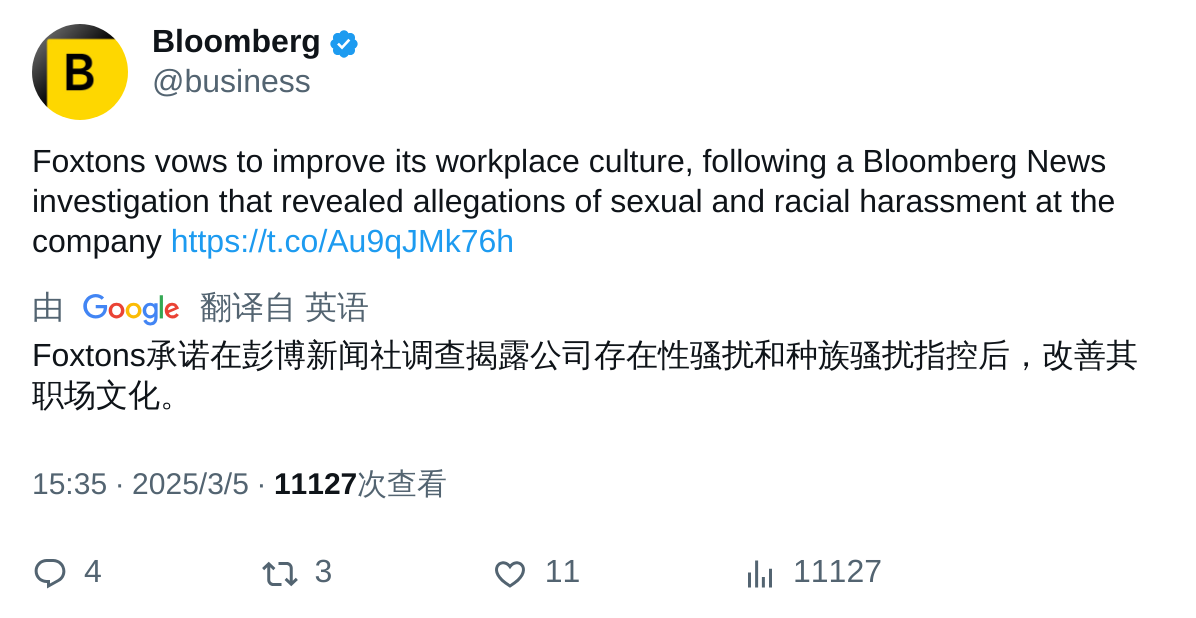 B
Bloomberg
@business
Foxtons vows to improve its workplace culture, following a Bloomberg News
investigation that revealed allegations of sexual and racial harassment at the
company https://t.co/Au9qJMk76h
由 Google 翻译自 英语
Foxtons承诺在彭博新闻社调查揭露公司存在性骚扰和种族骚扰指控后，改善其
职场文化。
15:35 · 2025/3/5 · 11127次查看
4 3 11 11127